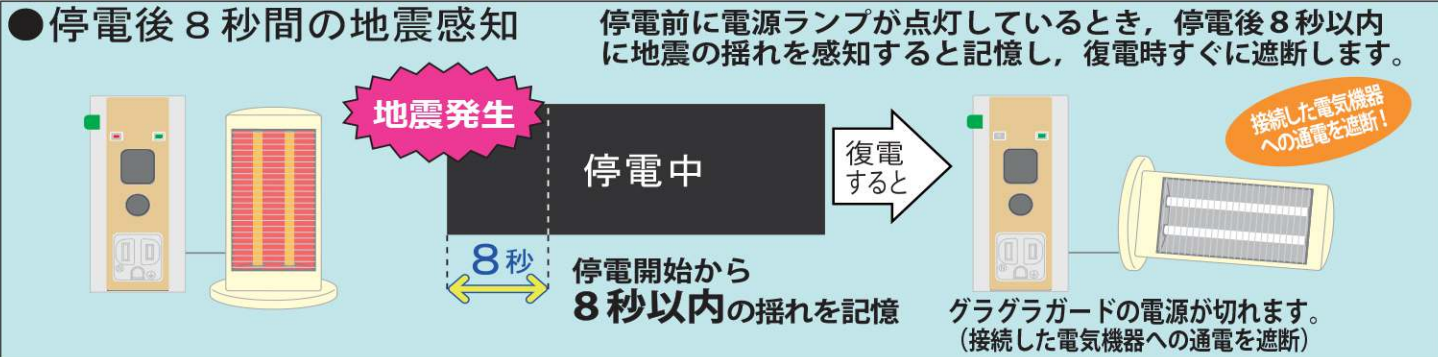 ●停電後８秒間の地震感知
停電前に電源ランプが点灯しているとき，停電後８秒以内
に地震の揺れを感知すると記憶し，復電時すぐに遮断します。
地震発生
停電中
復電
すると
接続した電気機器
への通電を遮断！
8秒
停電開始から
８秒以内の揺れを記憶
グラグラガードの電源が切れます。
（接続した電気機器への通電を遮断）